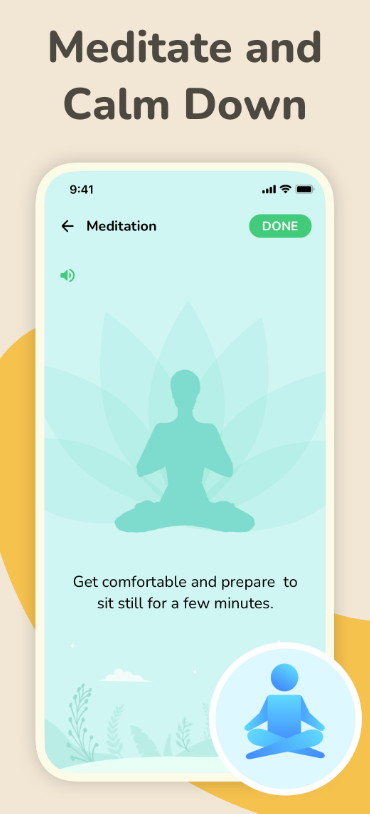 Meditate and
Calm Down
9:41
Meditation
DONE
Get comfortable and prepare  to
sit still for a few minutes.